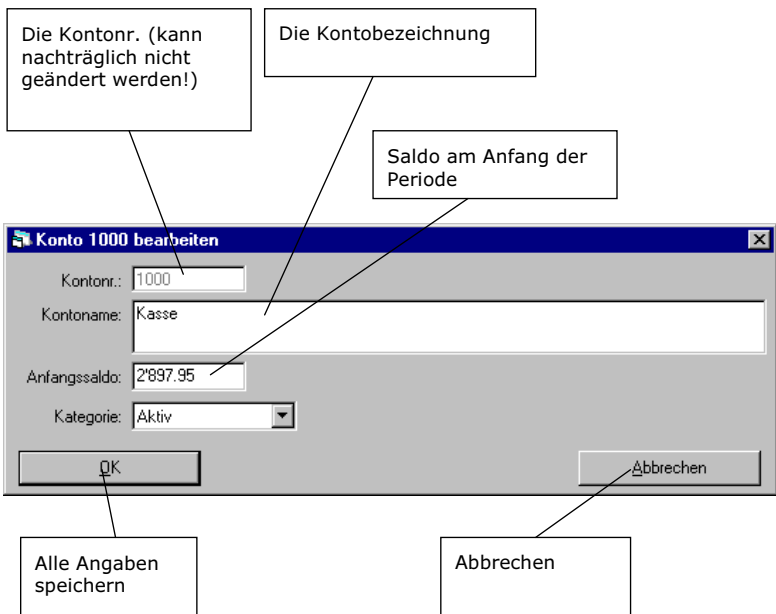 Die Kontonr. (kann
nachträglich nicht
geändert werden!)
Die Kontobezeichnung
Saldo am Anfang der
Periode
Konto 1000 bearbeiten
Kontonr.: 1000
Kontoname: Kasse
Anfangssaldo: 2'897.95
Kategorie: Aktiv
OK Abbrechen
Alle Angaben
speichern
Abbrechen